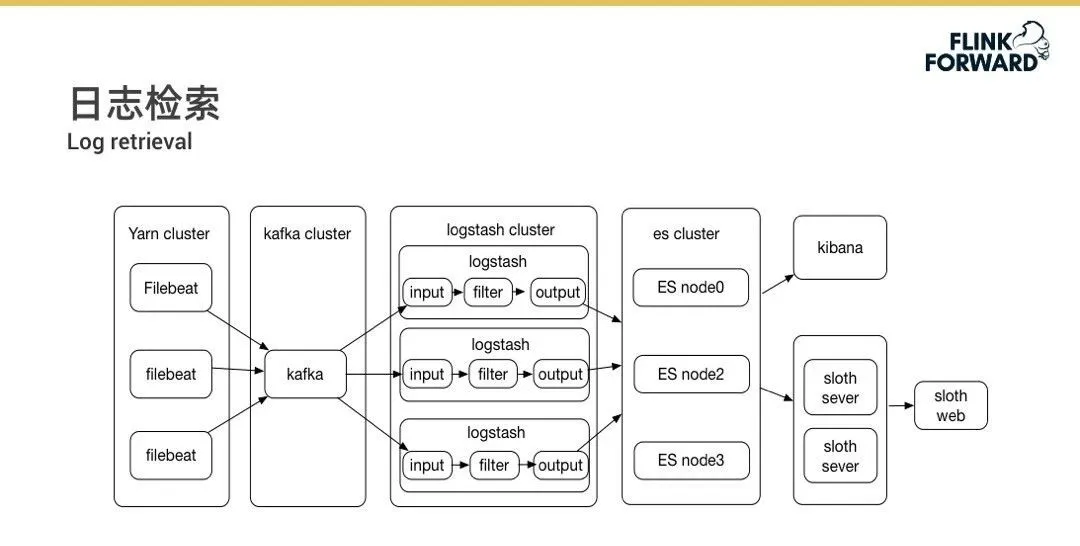 FLINK
FORWARD
日志检索
Log retrieval
Yarn cluster
Filebeat
filebeat
filebeat
kafka cluster
kafka
logstash cluster
logstash
input
filter
output
logstash
input
filter
output
logstash
input
filter
output
es cluster
ES node0
ES node2
ES node3
kibana
sloth
sever
sloth
sever
sloth
web